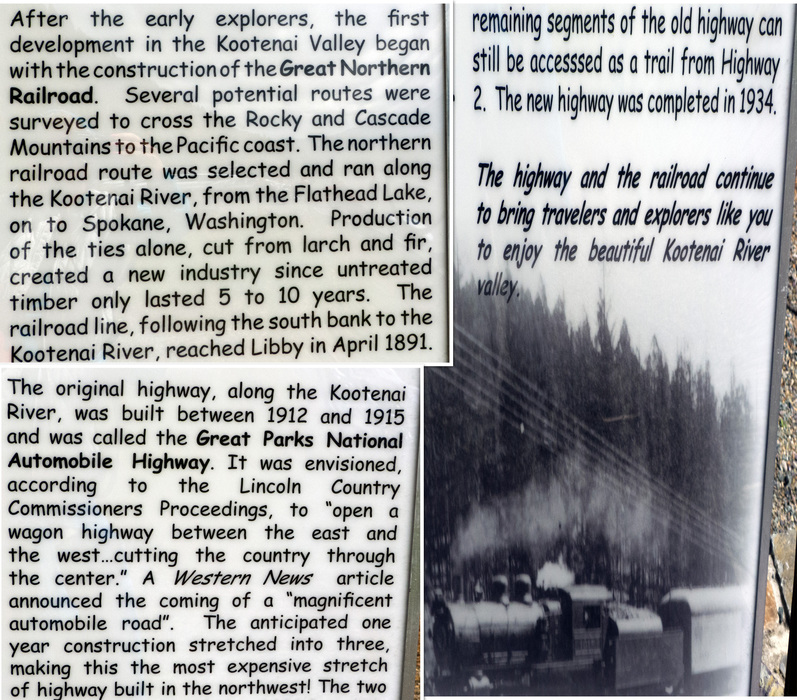 After the early explorers, the first
development in the Kootenai Valley began
with the construction of the Great Northern
Railroad. Several potential routes were
surveyed to cross the Rocky and Cascade
Mountains to the Pacific coast. The northern
railroad route was selected and ran along
the Kootenai River, from the Flathead Lake,
on to Spokane, Washington. Production
of the ties alone, cut from larch and fir,
created a new industry since untreated
timber only lasted 5 to 10 years. The
railroad line, following the south bank to the
Kootenai River, reached Libby in April 1891.
The original highway, along the Kootenai
River, was built between 1912 and 1915
and was called the Great Parks National
Automobile Highway. It was envisioned,
according to the Lincoln Country
Commissioners Proceedings, to "open a
wagon highway between the east and
the west...cutting the country through
the center." A Western News article
announced the coming of a "magnificent
automobile road". The anticipated one
year construction stretched into three,
making this the most expensive stretch
of highway built in the northwest! The two
remaining segments of the old highway can
still be accesssed as a trail from Highway
2. The new highway was completed in 1934.
The highway and the railroad continue
to bring travelers and explorers like you
to enjoy the beautiful Kootenai River
valley.